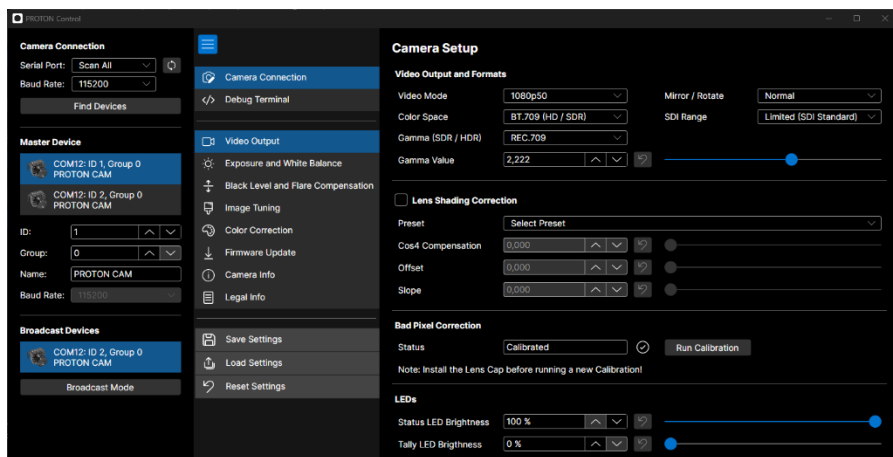 PROTON Control
Camera Connection
Serial Port: Scan All
Baud Rate: 115200
Find Devices
Master Device
COM12: ID 1, Group 0
PROTON CAM
COM12: ID 2, Group 0
PROTON CAM
ID: 1
Group: 0
Name: PROTON CAM
Baud Rate: 115200
Broadcast Devices
COM12: ID 2, Group 0
PROTON CAM
Broadcast Mode
Camera Connection
</> Debug Terminal
Video Output
Exposure and White Balance
Black Level and Flare Compensation
Image Tuning
Color Correction
Firmware Update
Camera Info
Legal Info
Save Settings
Load Settings
Reset Settings
Camera Setup
Video Output and Formats
Video Mode 1080p50 Mirror / Rotate Normal
Color Space BT.709 (HD / SDR) SDI Range Limited (SDI Standard)
Gamma (SDR / HDR) REC.709
Gamma Value 2,222
Lens Shading Correction
Preset Select Preset
Cos4 Compensation 0,000
Offset 0,000
Slope 0,000
Bad Pixel Correction
Status Calibrated Run Calibration
Note: Install the Lens Cap before running a new Calibration!
LEDs
Status LED Brightness 100 %
Tally LED Brigthness 0 %